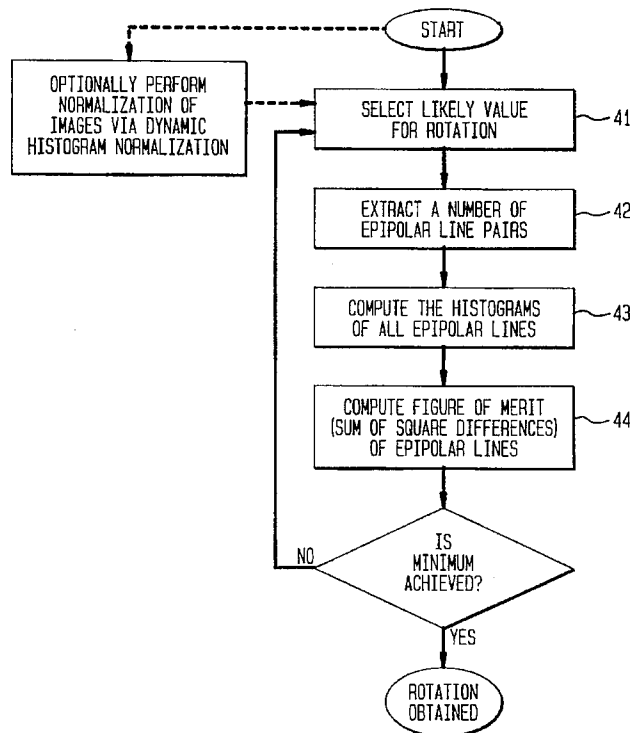 START
OPTIONALLY PERFORM
NORMALIZATION OF
IMAGES VIA DYNAMIC
HISTOGRAM NORMALIZATION
SELECT LIKELY VALUE
FOR ROTATION
41
EXTRACT A NUMBER OF
EPIPOLAR LINE PAIRS
42
COMPUTE THE HISTOGRAMS
OF ALL EPIPOLAR LINES
43
COMPUTE FIGURE OF MERIT
(SUM OF SQUARE DIFFERENCES)
OF EPIPOLAR LINES
44
IS
MINIMUM
ACHIEVED?
NO
YES
ROTATION
OBTAINED